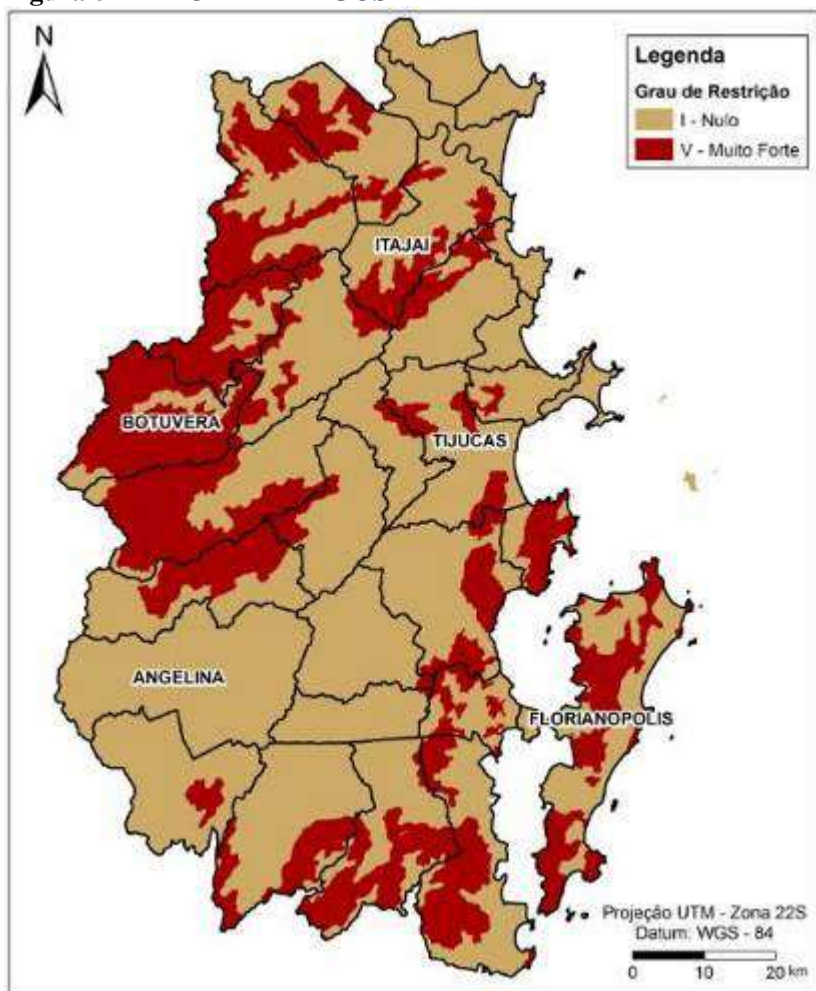 N
Legenda
Grau de Restrição
I - Nulo
V - Muito Forte
ITAJAI
BOTUVERA
TIJUCAS
ANGELINA
FLORIANOPOLIS
Projeção UTM - Zona 22S
Datum: WGS - 84
0 10 20 km